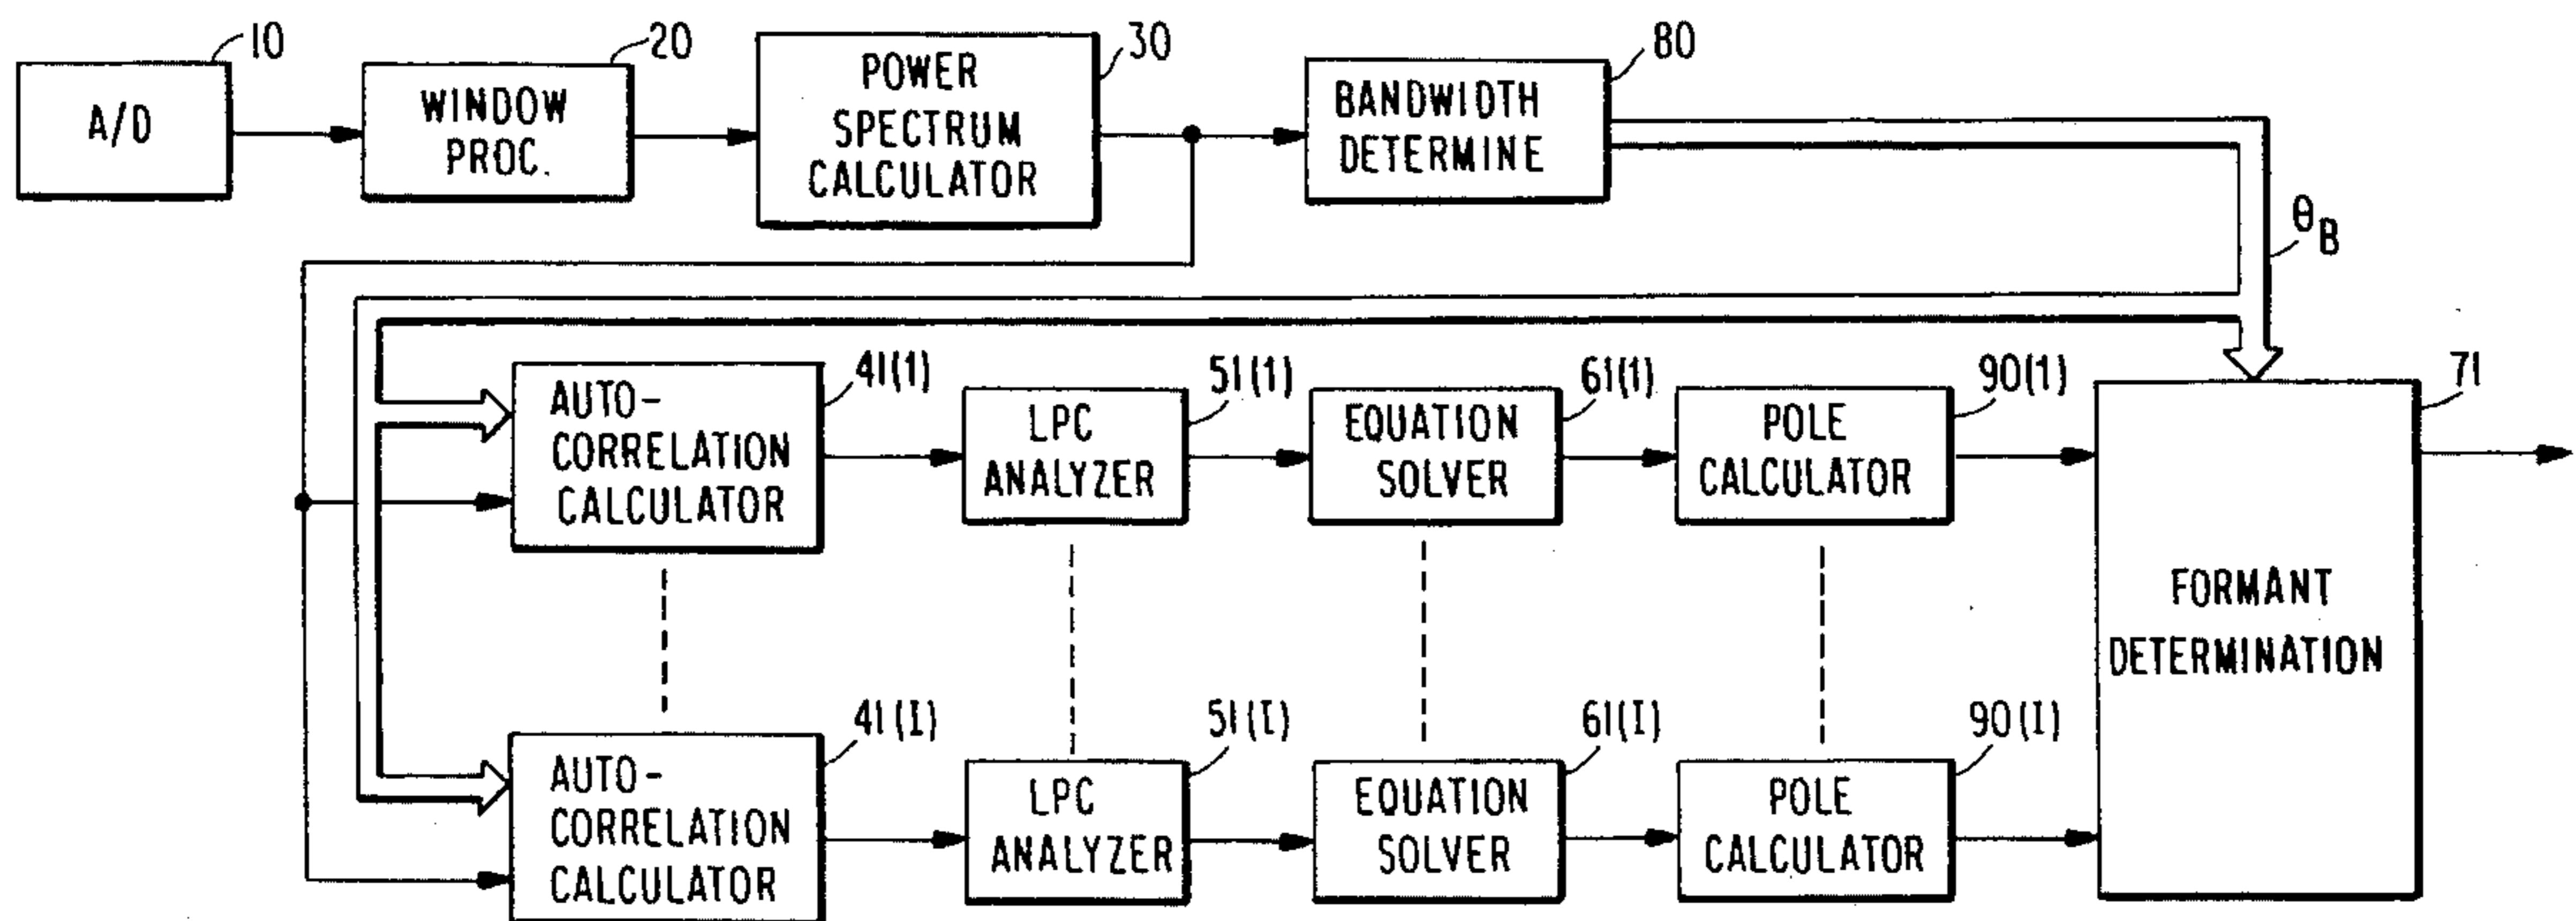 10
20
30
80
A/D
WINDOW
PROC.
POWER
SPECTRUM
CALCULATOR
BANDWIDTH
DETERMINE
θB
41(1)
51(1)
61(1)
90(1)
71
AUTO-
CORRELATION
CALCULATOR
LPC
ANALYZER
EQUATION
SOLVER
POLE
CALCULATOR
FORMANT
DETERMINATION
41(I)
51(I)
61(I)
90(I)
AUTO-
CORRELATION
CALCULATOR
LPC
ANALYZER
EQUATION
SOLVER
POLE
CALCULATOR